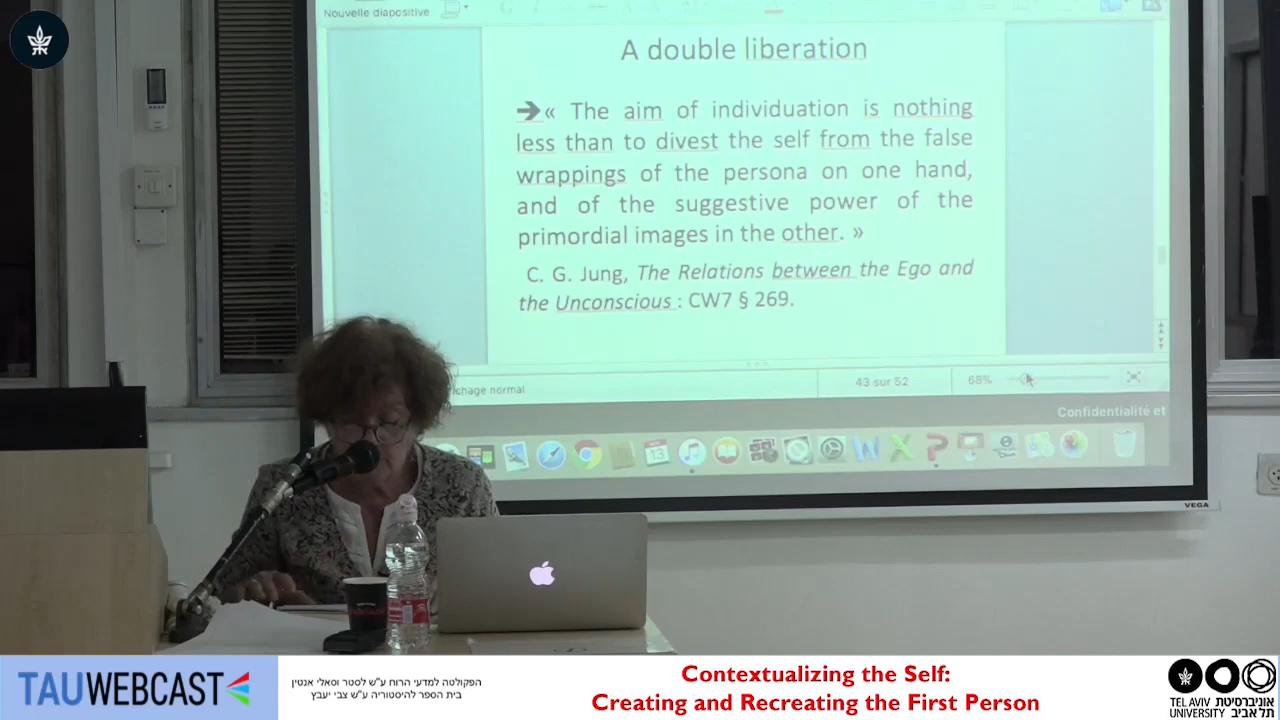 Nouvelle diapositive
A double liberation
➔« The aim of individuation is nothing
less than to divest the self from the false
wrappings of the persona on one hand,
and of the suggestive power of the
primordial images in the other. »
C. G. Jung, The Relations between the Ego and
the Unconscious : CW7 § 269.
chage normal
43 sur 52
68%
Confidentialité et
13
VEGA
TAUWEBCAST
הפקולטה למדעי הרוח ע"ש לסטר וסאלי אנטין
בית הספר להיסטוריה ע"ש צבי יעבץ
Contextualizing the Self:
Creating and Recreating the First Person
TEL AVIV אוניברסיטת
UNIVERSITY תל אביב